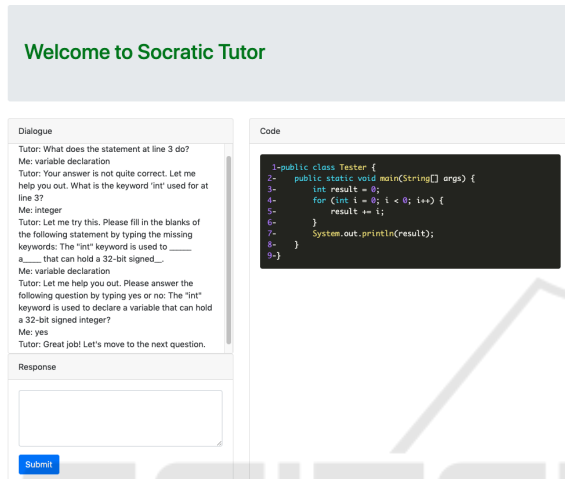 Welcome to Socratic Tutor
Dialogue
Tutor: What does the statement at line 3 do?
Me: variable declaration
Tutor: Your answer is not quite correct. Let me
help you out. What is the keyword 'int' used for at
line 3?
Me: integer
Tutor: Let me try this. Please fill in the blanks of
the following statement by typing the missing
keywords: The "int" keyword is used to _____
a_____ that can hold a 32-bit signed__.
Me: variable declaration
Tutor: Let me help you out. Please answer the
following question by typing yes or no: The "int"
keyword is used to declare a variable that can hold
a 32-bit signed integer?
Me: yes
Tutor: Great job! Let's move to the next question.
Response
Submit
Code
1-public class Tester {
2-    public static void main(String[] args) {
3-        int result = 0;
4-        for (int i = 0; i < 0; i++) {
5-            result += i;
6-        }
7-        System.out.println(result);
8-    }
9-}